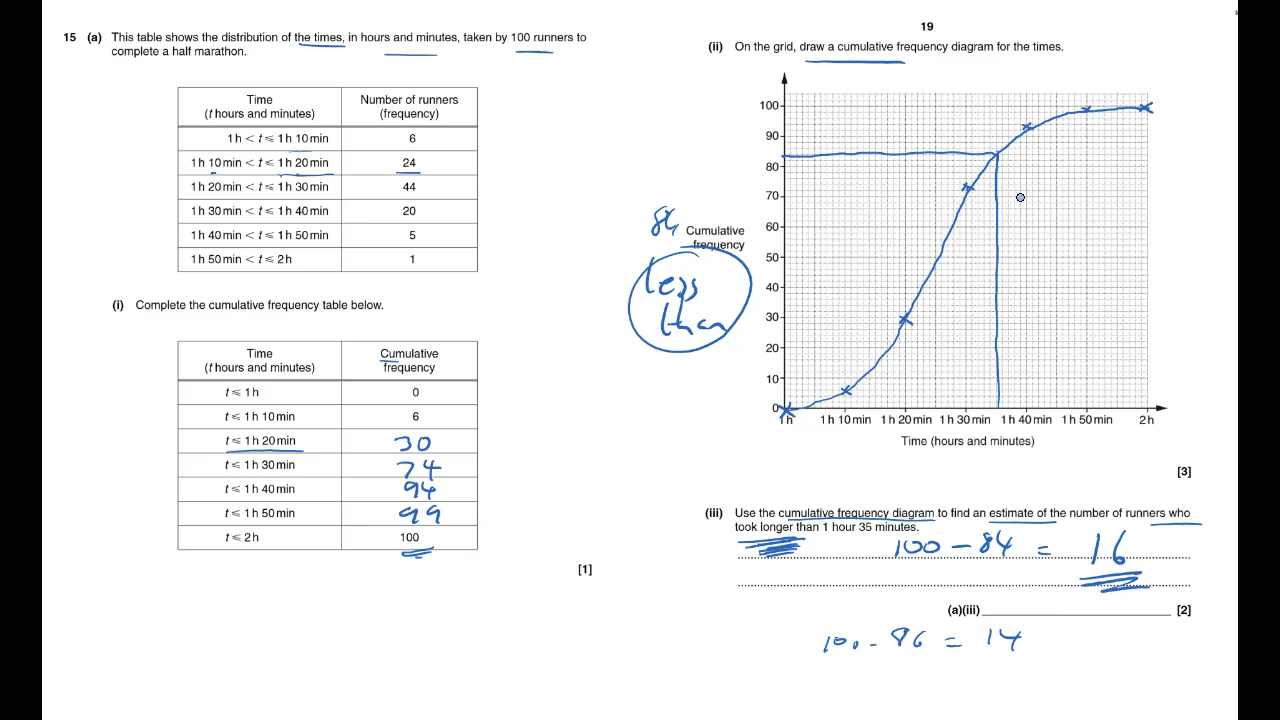 15 (a) This table shows the distribution of the times, in hours and minutes, taken by 100 runners to
complete a half marathon.
Time Number of runners
(t hours and minutes) (frequency)
1 h < t ⩽ 1 h 10 min 6
1 h 10 min < t ⩽ 1 h 20 min 24
1 h 20 min < t ⩽ 1 h 30 min 44
1 h 30 min < t ⩽ 1 h 40 min 20
1 h 40 min < t ⩽ 1 h 50 min 5
1 h 50 min < t ⩽ 2 h 1
(i) Complete the cumulative frequency table below.
Time Cumulative
(t hours and minutes) frequency
t ⩽ 1 h 0
t ⩽ 1 h 10 min 6
t ⩽ 1 h 20 min 30
t ⩽ 1 h 30 min 74
t ⩽ 1 h 40 min 94
t ⩽ 1 h 50 min 99
t ⩽ 2 h 100
[1]
19
(ii) On the grid, draw a cumulative frequency diagram for the times.
100
90
80
70
60
50
40
30
20
10
0
84 Cumulative
frequency
less
than
1 h 1 h 10 min 1 h 20 min 1 h 30 min 1 h 40 min 1 h 50 min 2 h
Time (hours and minutes)
[3]
(iii) Use the cumulative frequency diagram to find an estimate of the number of runners who
took longer than 1 hour 35 minutes.
100 - 84 = 16
(a)(iii) [2]
100 - 86 = 14